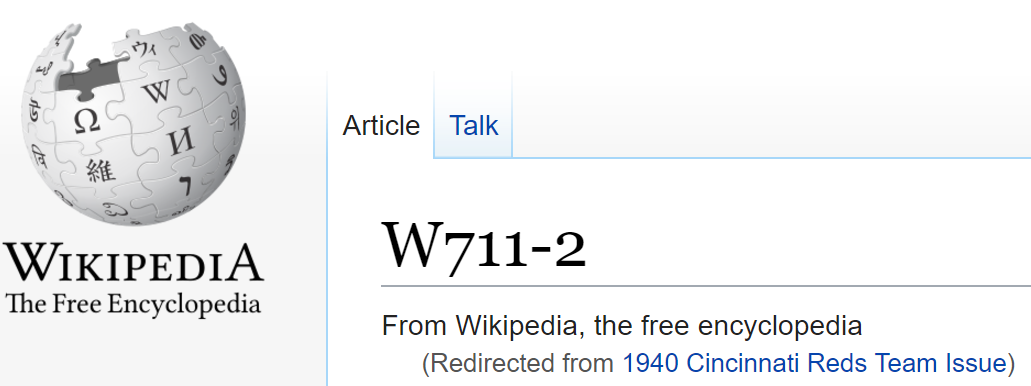 Ω
W
И
維
WIKIPEDIA
The Free Encyclopedia
Article
Talk
W711-2
From Wikipedia, the free encyclopedia
(Redirected from 1940 Cincinnati Reds Team Issue)